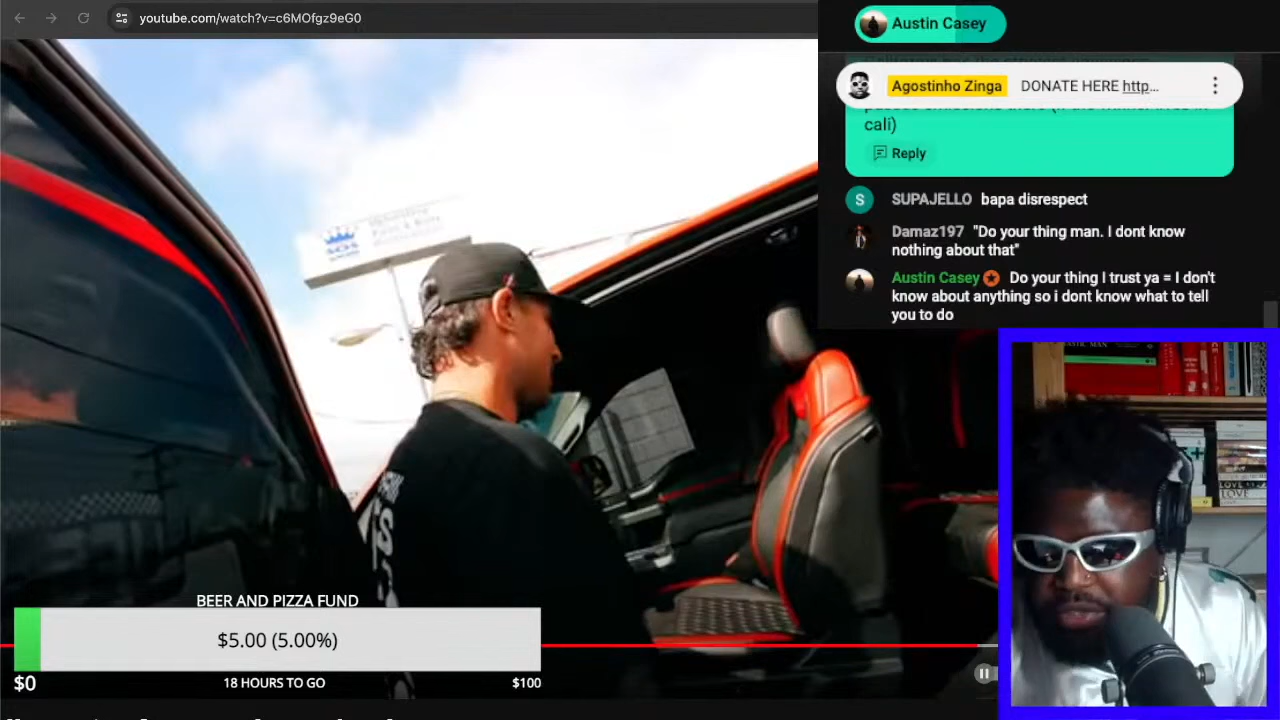 youtube.com/watch?v=c6MOfgz9eG0
Austin Casey
Agostinho Zinga DONATE HERE http...
cali)
Reply
S SUPAJELLO bapa disrespect
Damaz197 "Do your thing man. I dont know
nothing about that"
Austin Casey Do your thing I trust ya = I don't
know about anything so i dont know what to tell
you to do
BEER AND PIZZA FUND
$5.00 (5.00%)
$0 18 HOURS TO GO $100
LOVE
LOVE